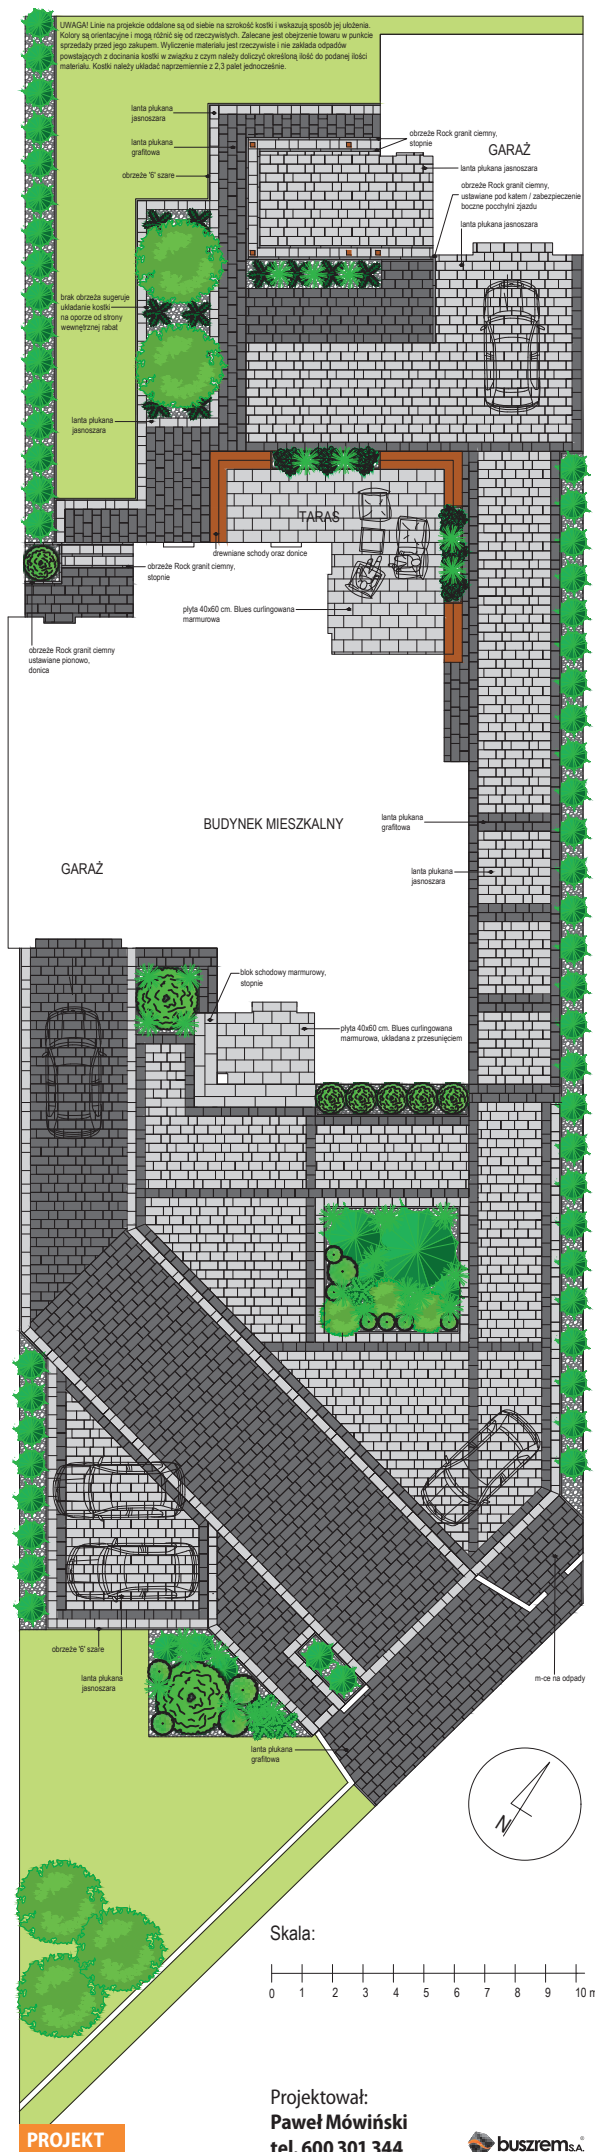 UWAGA! Linie na projekcie oddalone są od siebie na szrokość kostki i wskazują sposób jej ułożenia.
Kolory są orientacyjne i mogą różnić się od rzeczywistych. Zalecane jest obejrzenie towaru w punkcie
sprzedaży przed jego zakupem. Wyliczenie materiału jest rzeczywiste i nie zakłada odpadów
powstających z docinania kostki w związku z czym należy doliczyć określoną ilość do podanej ilości
materiału. Kostki należy układać naprzemiennie z 2,3 palet jednocześnie.
lanta płukana
jasnoszara
lanta płukana
grafitowa
obrzeże '6' szare
obrzeże Rock granit ciemny,
stopnie
GARAŻ
lanta płukana jasnoszara
obrzeże Rock granit ciemny,
ustawiane pod katem / zabezpieczenie
boczne pocchylni zjazdu
lanta płukana jasnoszara
brak obrzeża sugeruje
układanie kostki
na oporze od strony
wewnętrznej rabat
lanta płukana
jasnoszara
TARAS
drewniane schody oraz donice
obrzeże Rock granit ciemny,
stopnie
płyta 40x60 cm. Blues curlingowana
marmurowa
obrzeże Rock granit ciemny
ustawiane pionowo,
donica
BUDYNEK MIESZKALNY
lanta płukana
grafitowa
GARAŻ
lanta płukana
jasnoszara
blok schodowy marmurowy,
stopnie
płyta 40x60 cm. Blues curlingowana
marmurowa, układana z przesunięciem
obrzeże '6' szare
lanta płukana
jasnoszara
m-ce na odpady
lanta płukana
grafitowa
N
Skala:
0 1 2 3 4 5 6 7 8 9 10 m
Projektował:
Paweł Mówiński
tel. 600 301 344
PROJEKT
buszrem S.A.